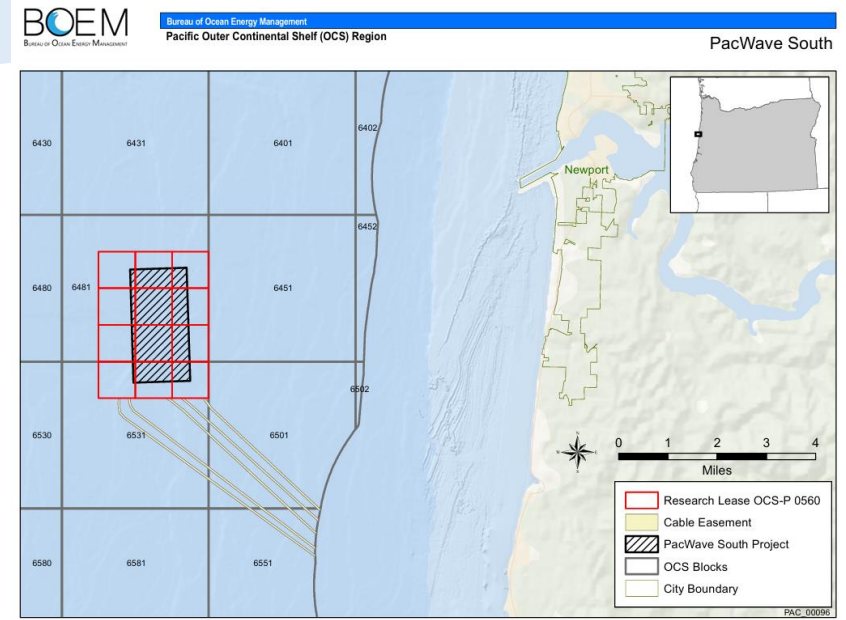 BOEM
BUREAU OF OCEAN ENERGY MANAGEMENT
Bureau of Ocean Energy Management
Pacific Outer Continental Shelf (OCS) Region
PacWave South
6430
6431
6401
6402
Newport
6452
6480
6481
6451
6502
6530
6531
6501
6580
6581
6551
N
W
E
S
0 1 2 3 4
Miles
Research Lease OCS-P 0560
Cable Easement
PacWave South Project
OCS Blocks
City Boundary
PAC_00096